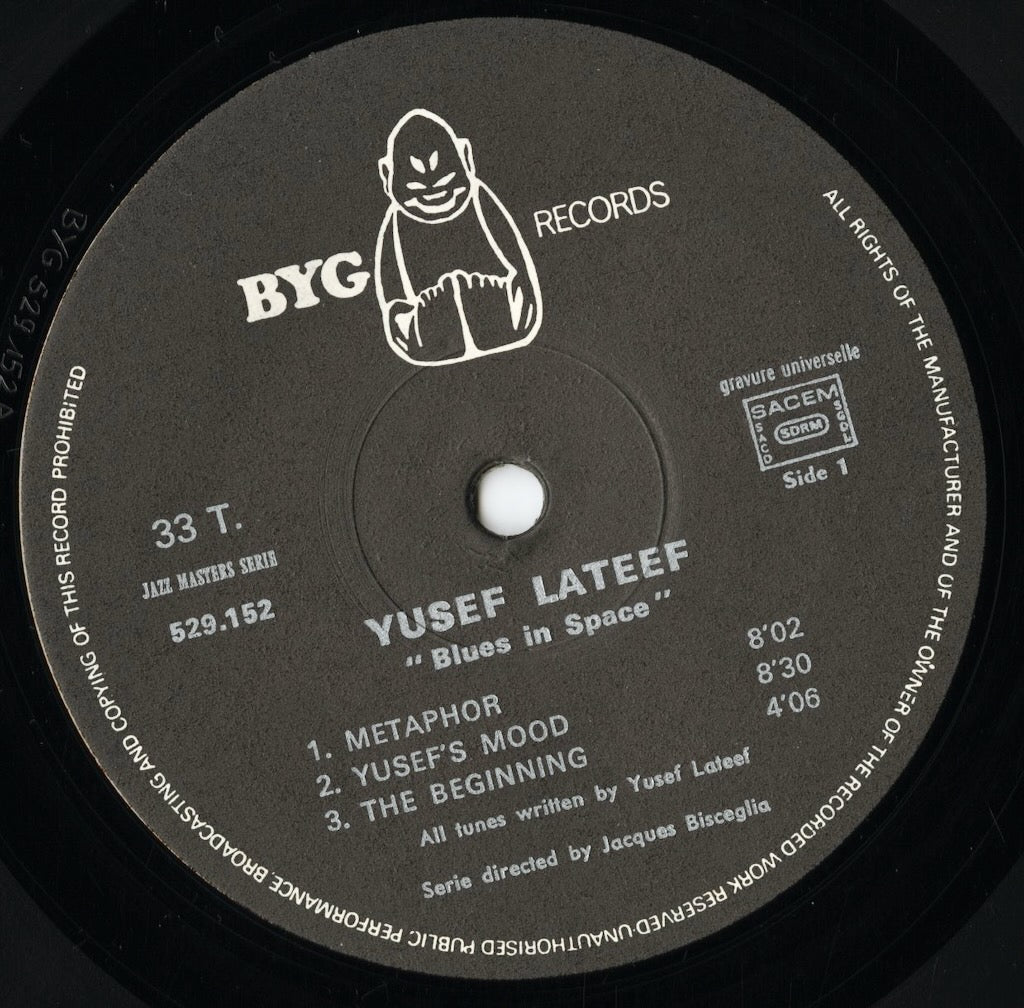 BYG RECORDS
gravure universelle
SACEM
SACD SDRM SGDL
Side 1
33 T.
JAZZ MASTERS SERIE
529.152
YUSEF LATEEF
"Blues in Space"
1. METAPHOR 8'02
2. YUSEF'S MOOD 8'30
3. THE BEGINNING 4'06
All tunes written by Yusef Lateef
Serie directed by Jacques Bisceglia
ALL RIGHTS OF THE MANUFACTURER AND OF THE OWNER OF THE RECORDED WORK RESERVED-UNAUTHORISED PUBLIC PERFORMANCE BROADCASTING AND COPYING OF THIS RECORD PROHIBITED
BYG 529.152 A